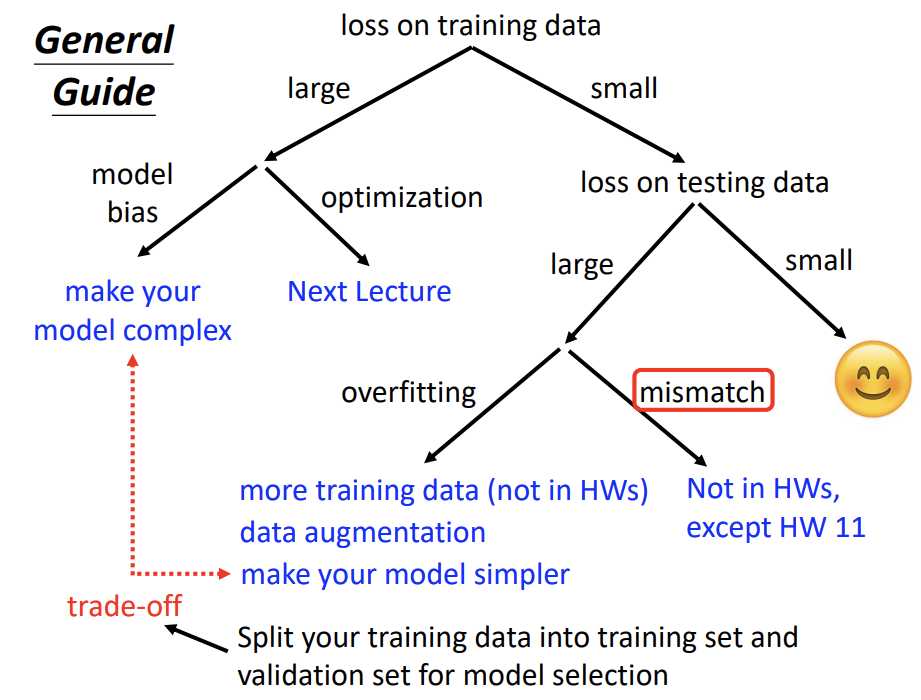 General
Guide
loss on training data
large
small
model
bias
optimization
loss on testing data
make your
model complex
Next Lecture
large
small
overfitting
mismatch
more training data (not in HWs)
data augmentation
make your model simpler
Not in HWs,
except HW 11
trade-off
Split your training data into training set and
validation set for model selection